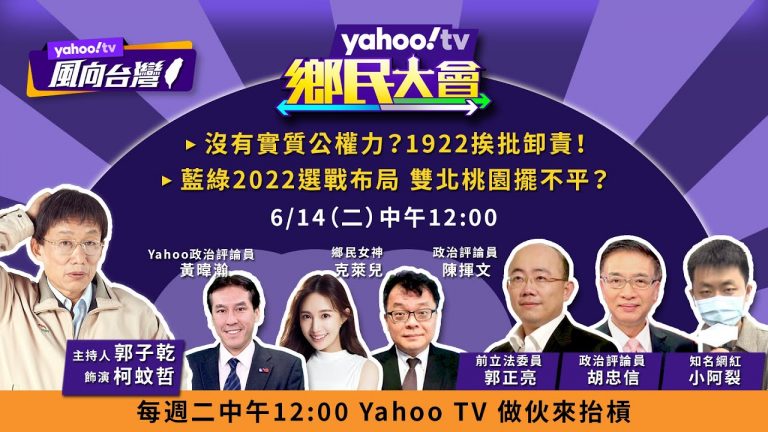 yahoo!tv
風向台灣
yahoo!tv
鄉民大會
▸ 沒有實質公權力?1922挨批卸責!
▸ 藍綠2022選戰布局 雙北桃園擺不平?
6/14(二)中午12:00
Yahoo政治評論員
黃暐瀚
鄉民女神
克萊兒
政治評論員
陳揮文
主持人 郭子乾
飾演 柯蚊哲
前立法委員
郭正亮
政治評論員
胡忠信
知名網紅
小阿裂
每週二中午12:00 Yahoo TV 做伙來抬槓